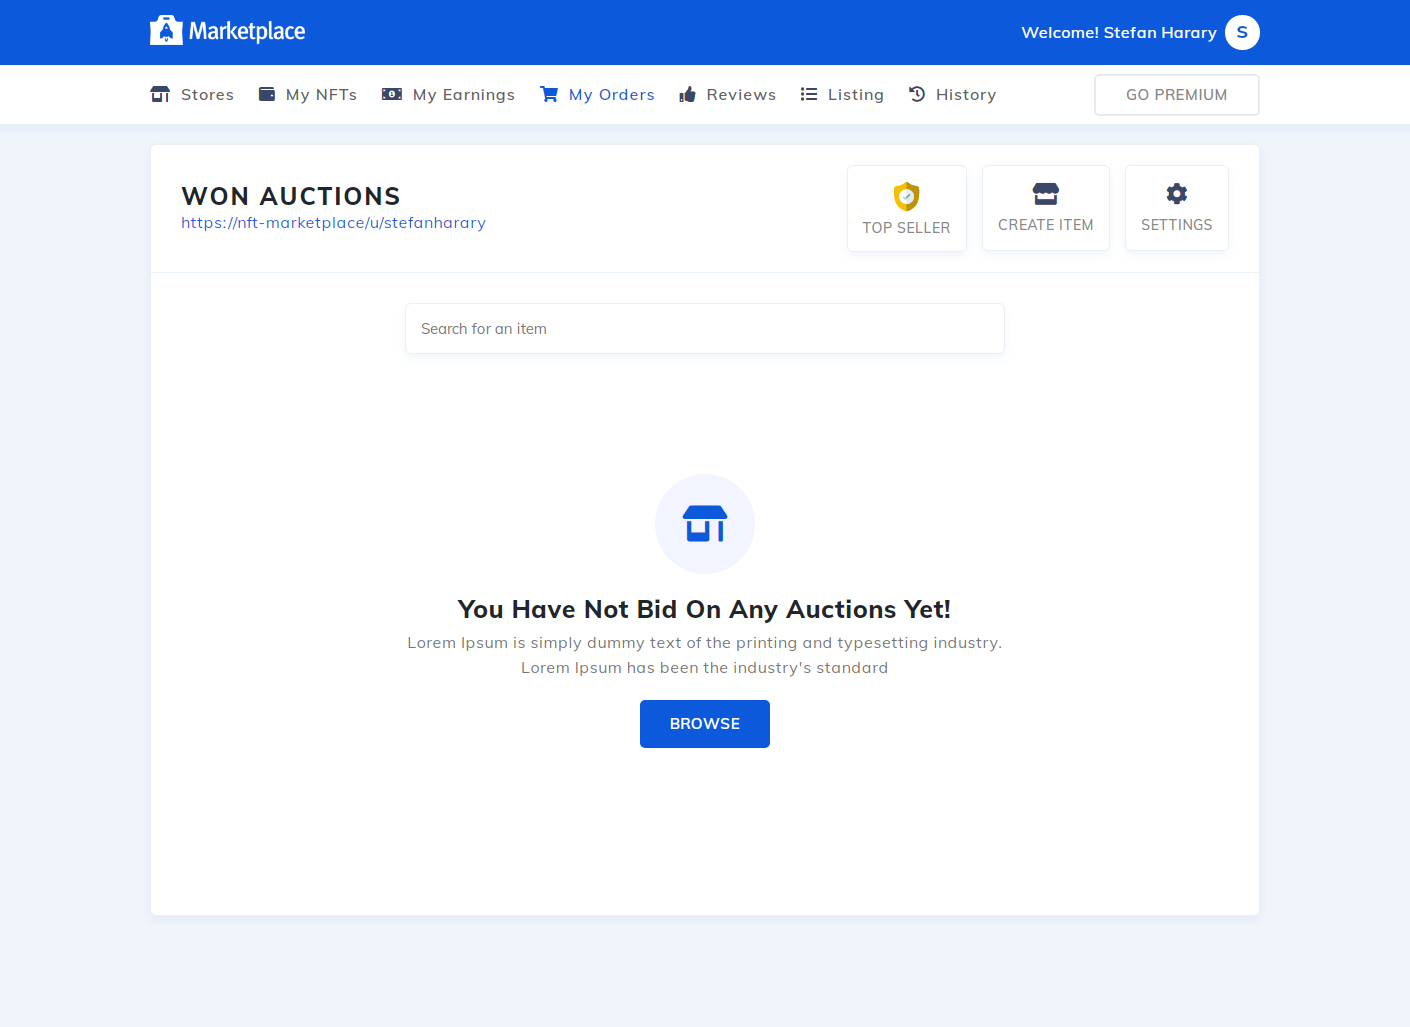 Marketplace
Welcome! Stefan Harary
S
Stores
My NFTs
My Earnings
My Orders
Reviews
Listing
History
GO PREMIUM
WON AUCTIONS
https://nft-marketplace/u/stefanharary
TOP SELLER
CREATE ITEM
SETTINGS
Search for an item
You Have Not Bid On Any Auctions Yet!
Lorem Ipsum is simply dummy text of the printing and typesetting industry.
Lorem Ipsum has been the industry's standard
BROWSE